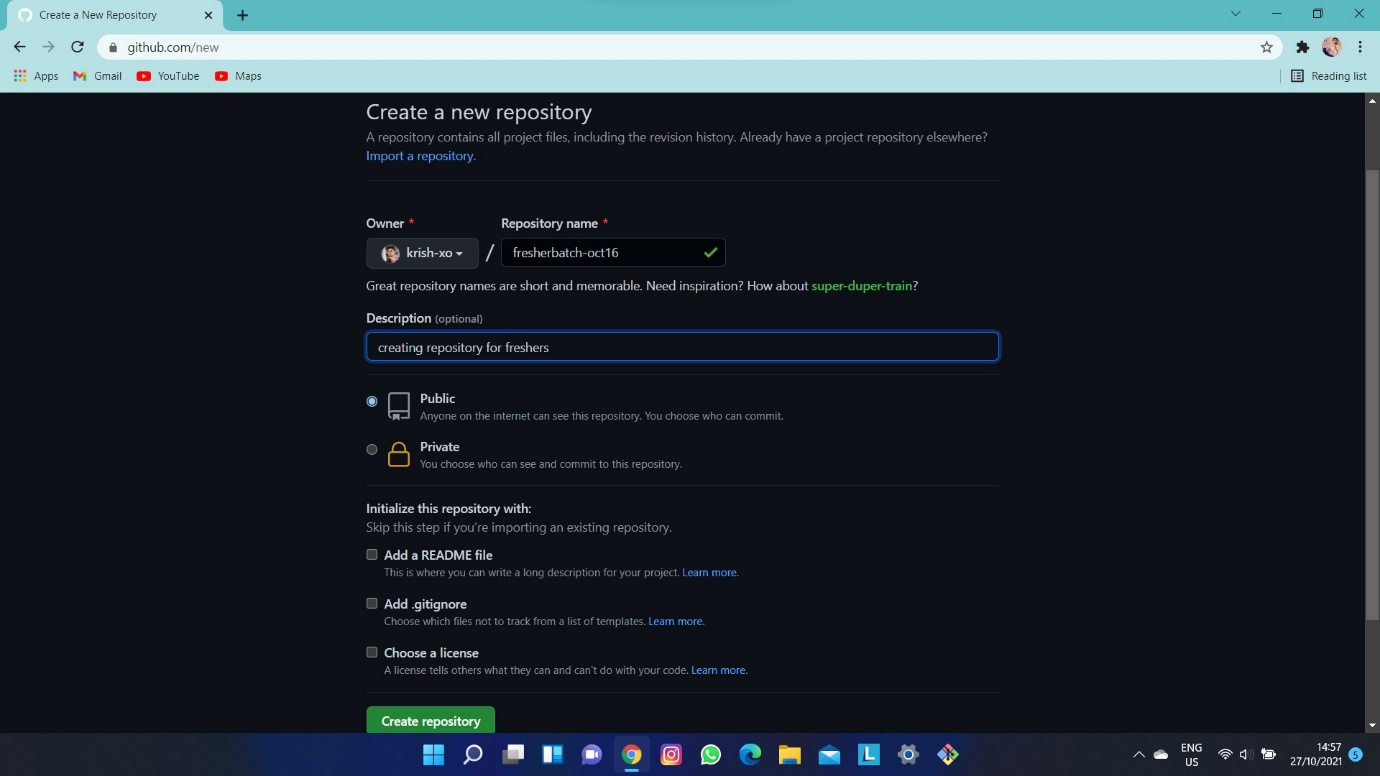 Create a New Repository
github.com/new
Apps Gmail YouTube Maps Reading list
Create a new repository
A repository contains all project files, including the revision history. Already have a project repository elsewhere?
Import a repository.
Owner * Repository name *
krish-xo / fresherbatch-oct16
Great repository names are short and memorable. Need inspiration? How about super-duper-train?
Description (optional)
creating repository for freshers
Public
Anyone on the internet can see this repository. You choose who can commit.
Private
You choose who can see and commit to this repository.
Initialize this repository with:
Skip this step if you're importing an existing repository.
Add a README file
This is where you can write a long description for your project. Learn more.
Add .gitignore
Choose which files not to track from a list of templates. Learn more.
Choose a license
A license tells others what they can and can't do with your code. Learn more.
Create repository
L
ENG
US
14:57
27/10/2021
5